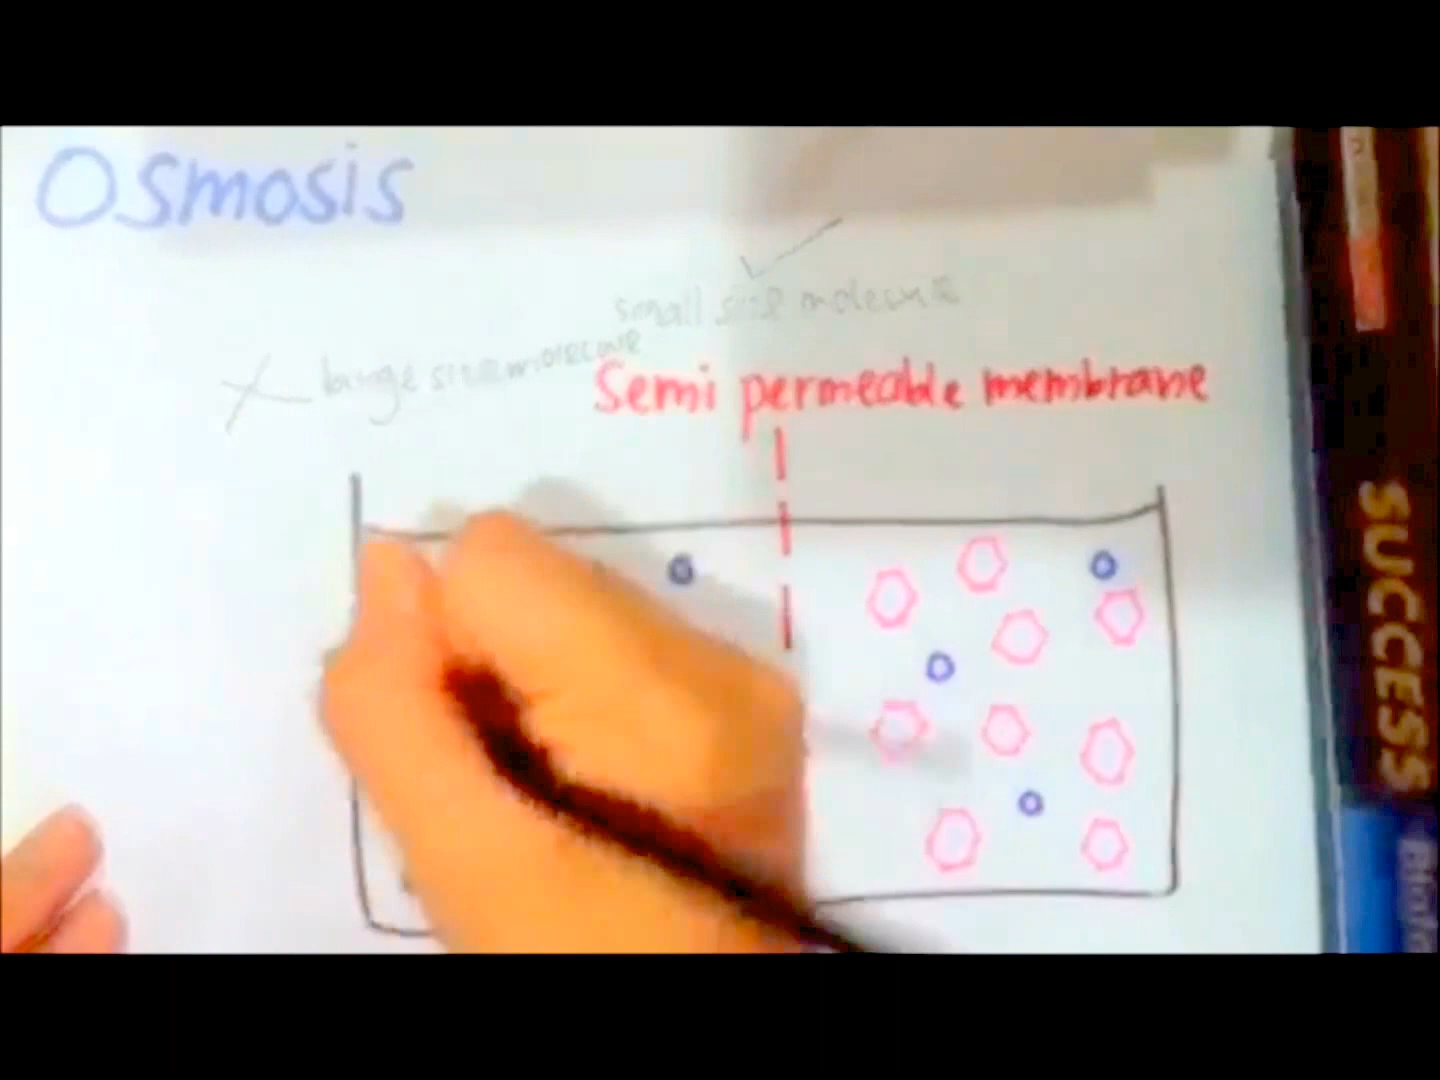 Osmosis
small size molecule
large size molecule
Semi permeable membrane
SUCCESS